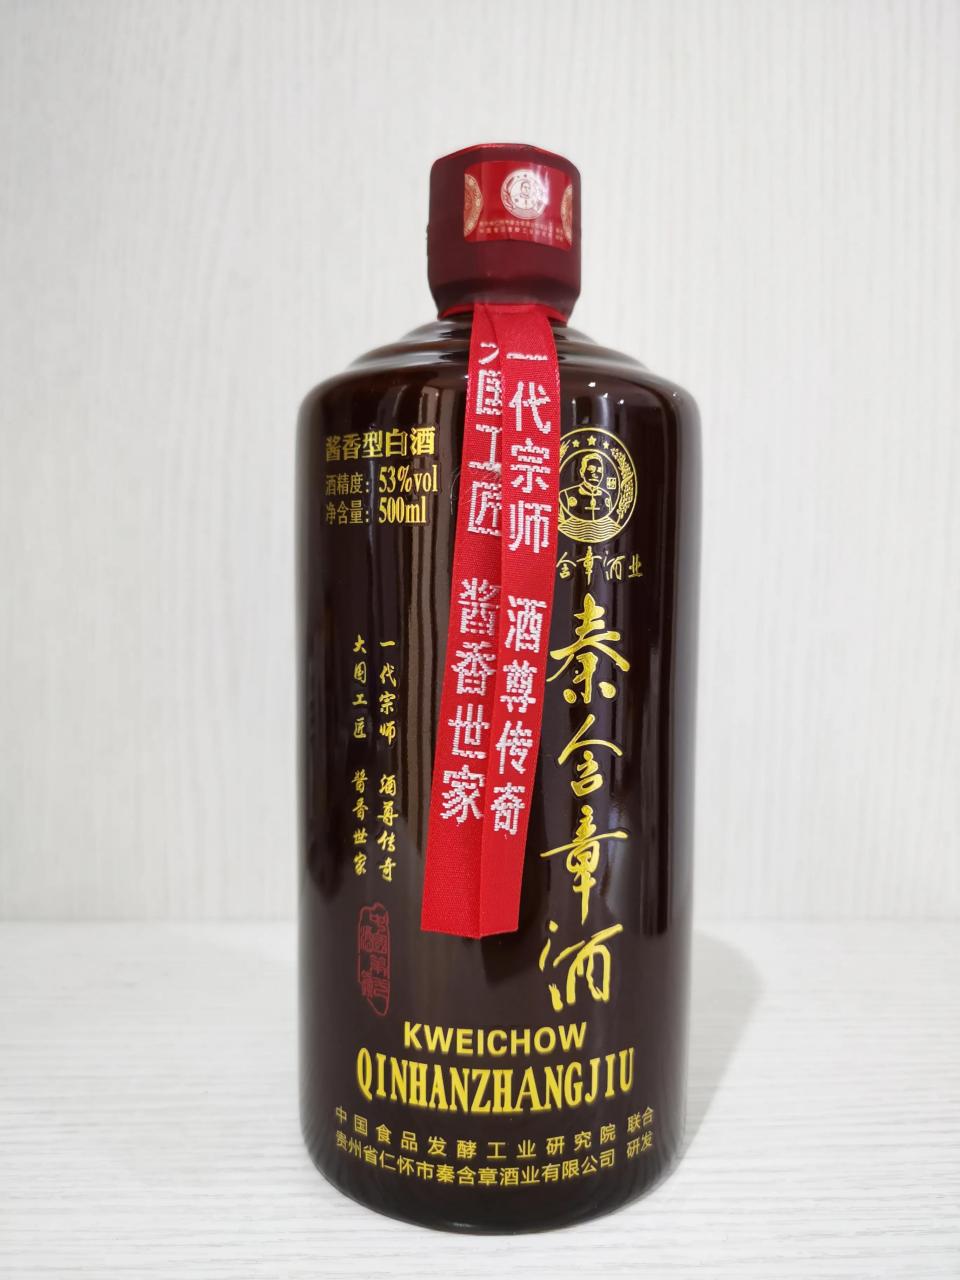 酱香型白酒
酒精度: 53%vol
净含量: 500ml
一代宗师 酒尊传奇
大国工匠 酱香世家
一代宗师 酒尊传奇
大国工匠 酱香世家
含章酒业
秦含章酒
KWEICHOW
QINHANZHANGJIU
中国食品发酵工业研究院 联合
贵州省仁怀市秦含章酒业有限公司 研发